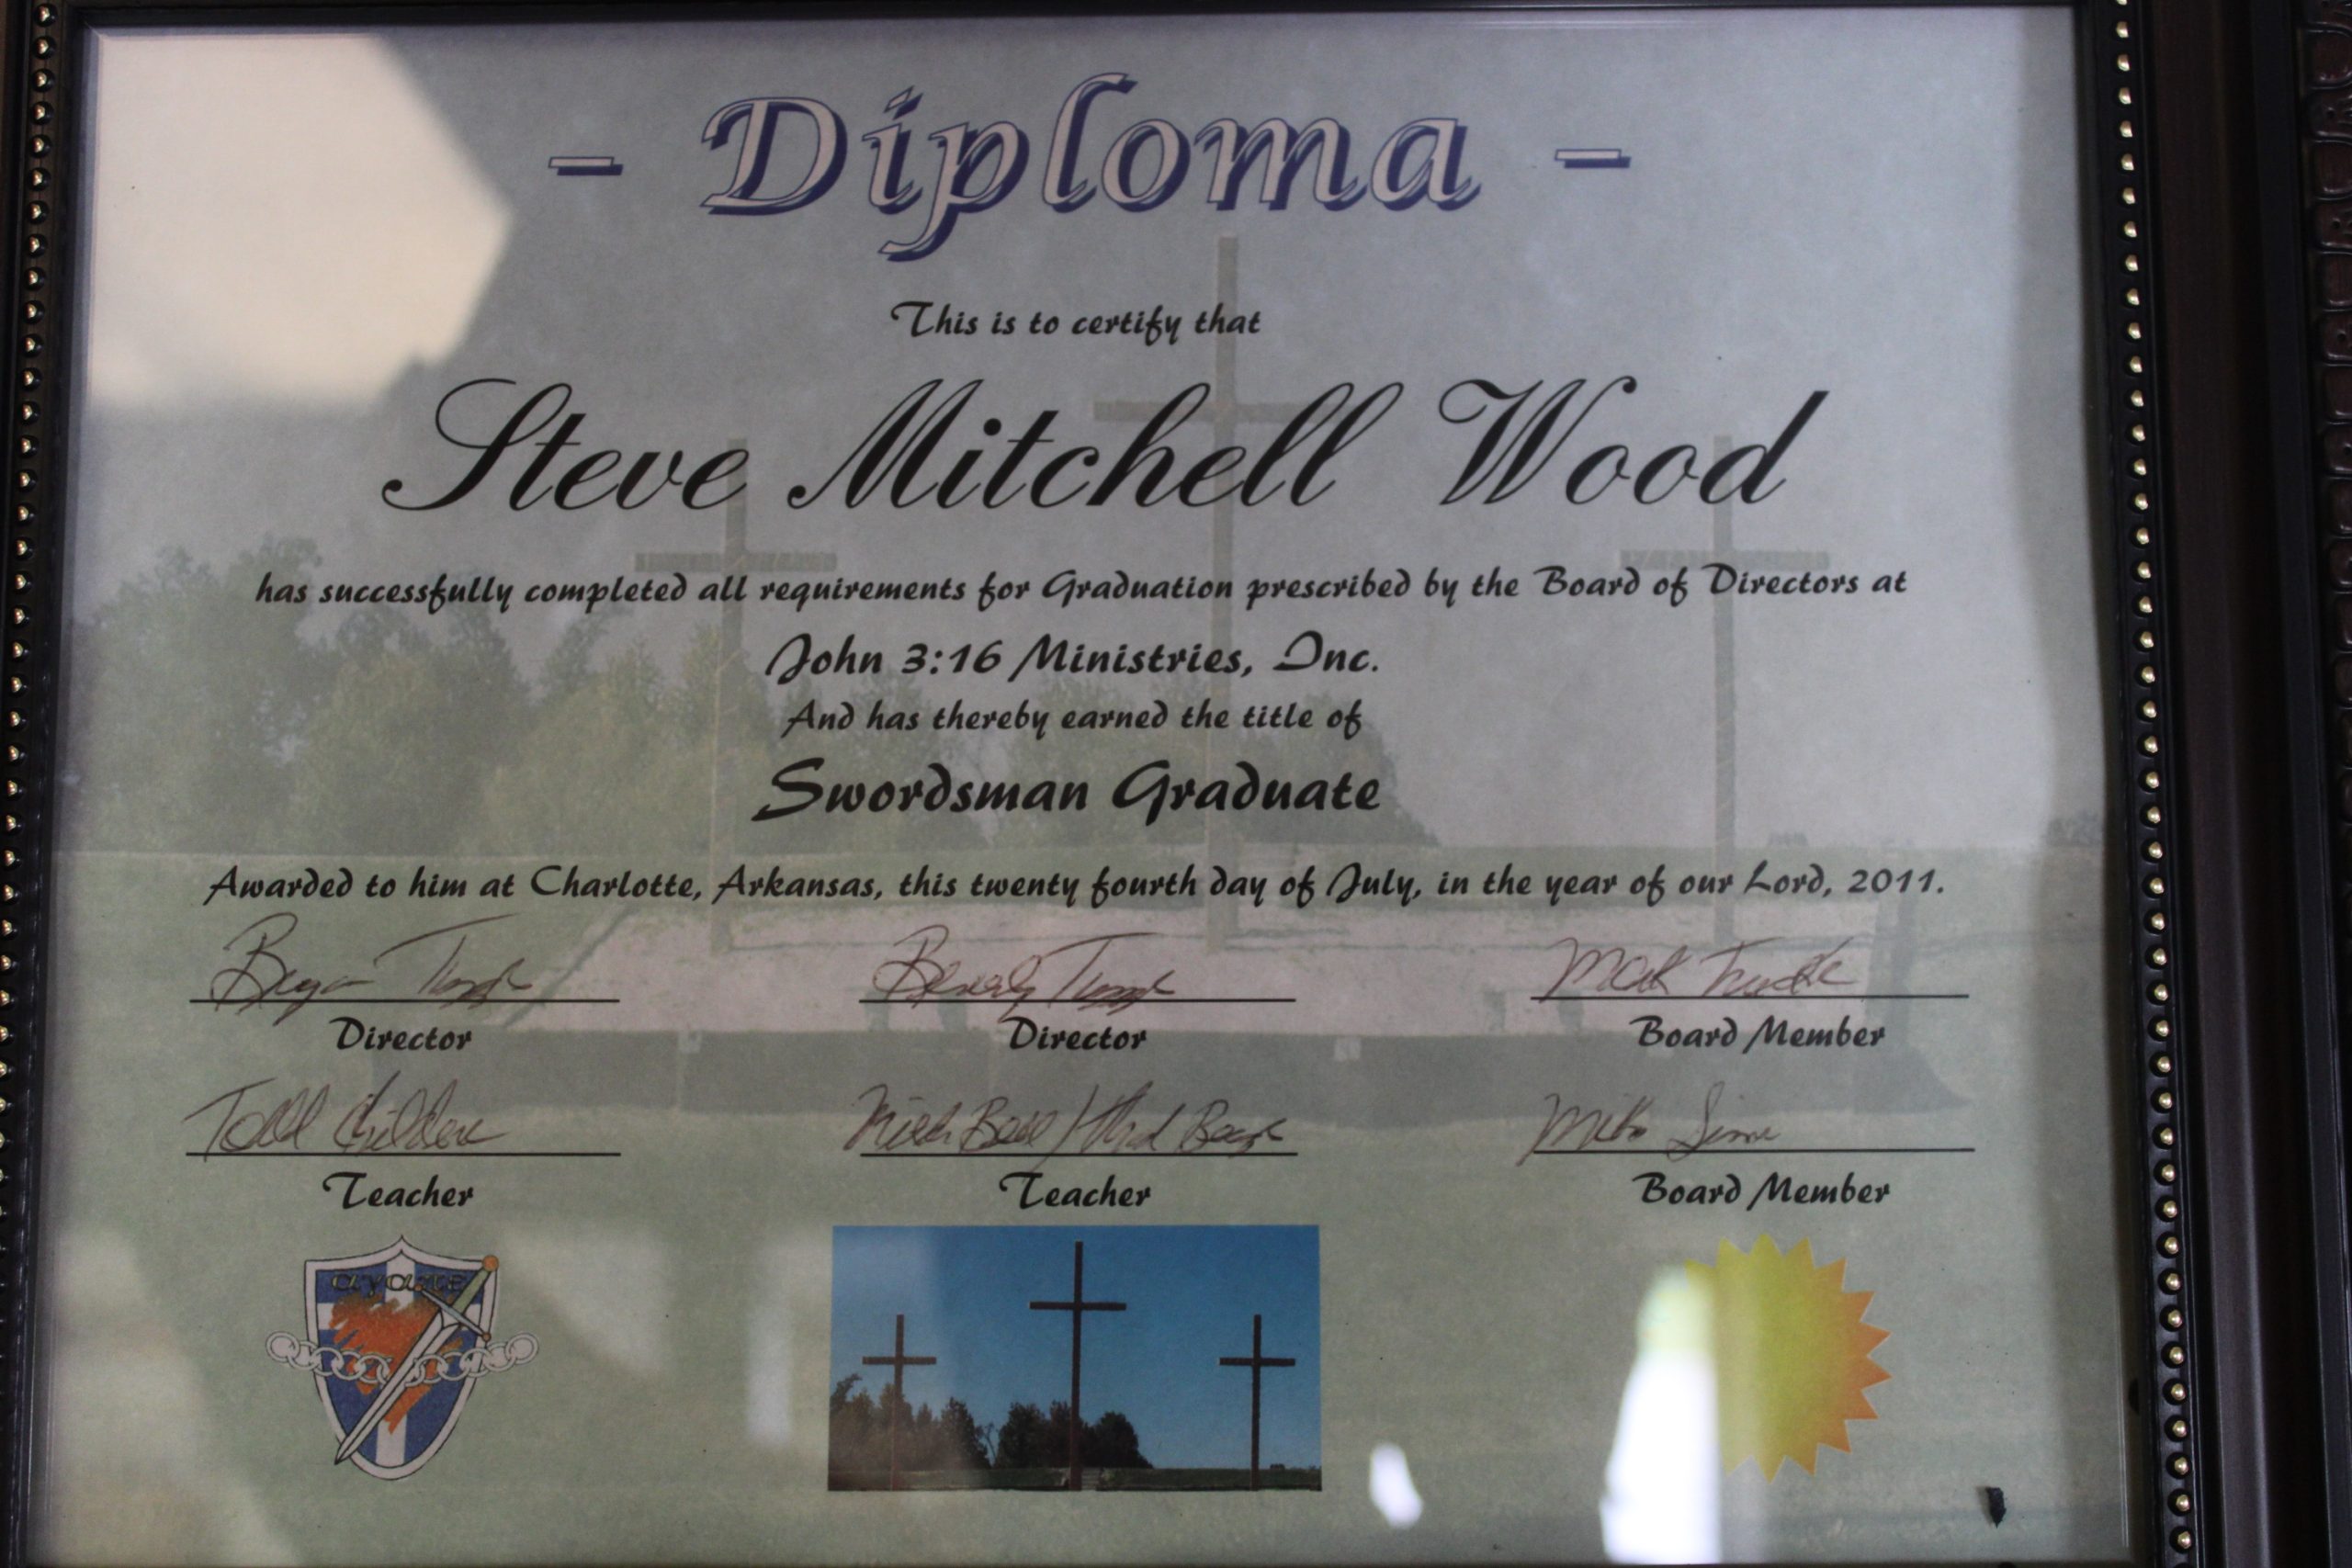 - Diploma -
This is to certify that
Steve Mitchell Wood
has successfully completed all requirements for Graduation prescribed by the Board of Directors at
John 3:16 Ministries, Inc.
And has thereby earned the title of
Swordsman Graduate
Awarded to him at Charlotte, Arkansas, this twenty fourth day of July, in the year of our Lord, 2011.
Director Director Board Member
Todd Childers
Teacher Teacher Board Member